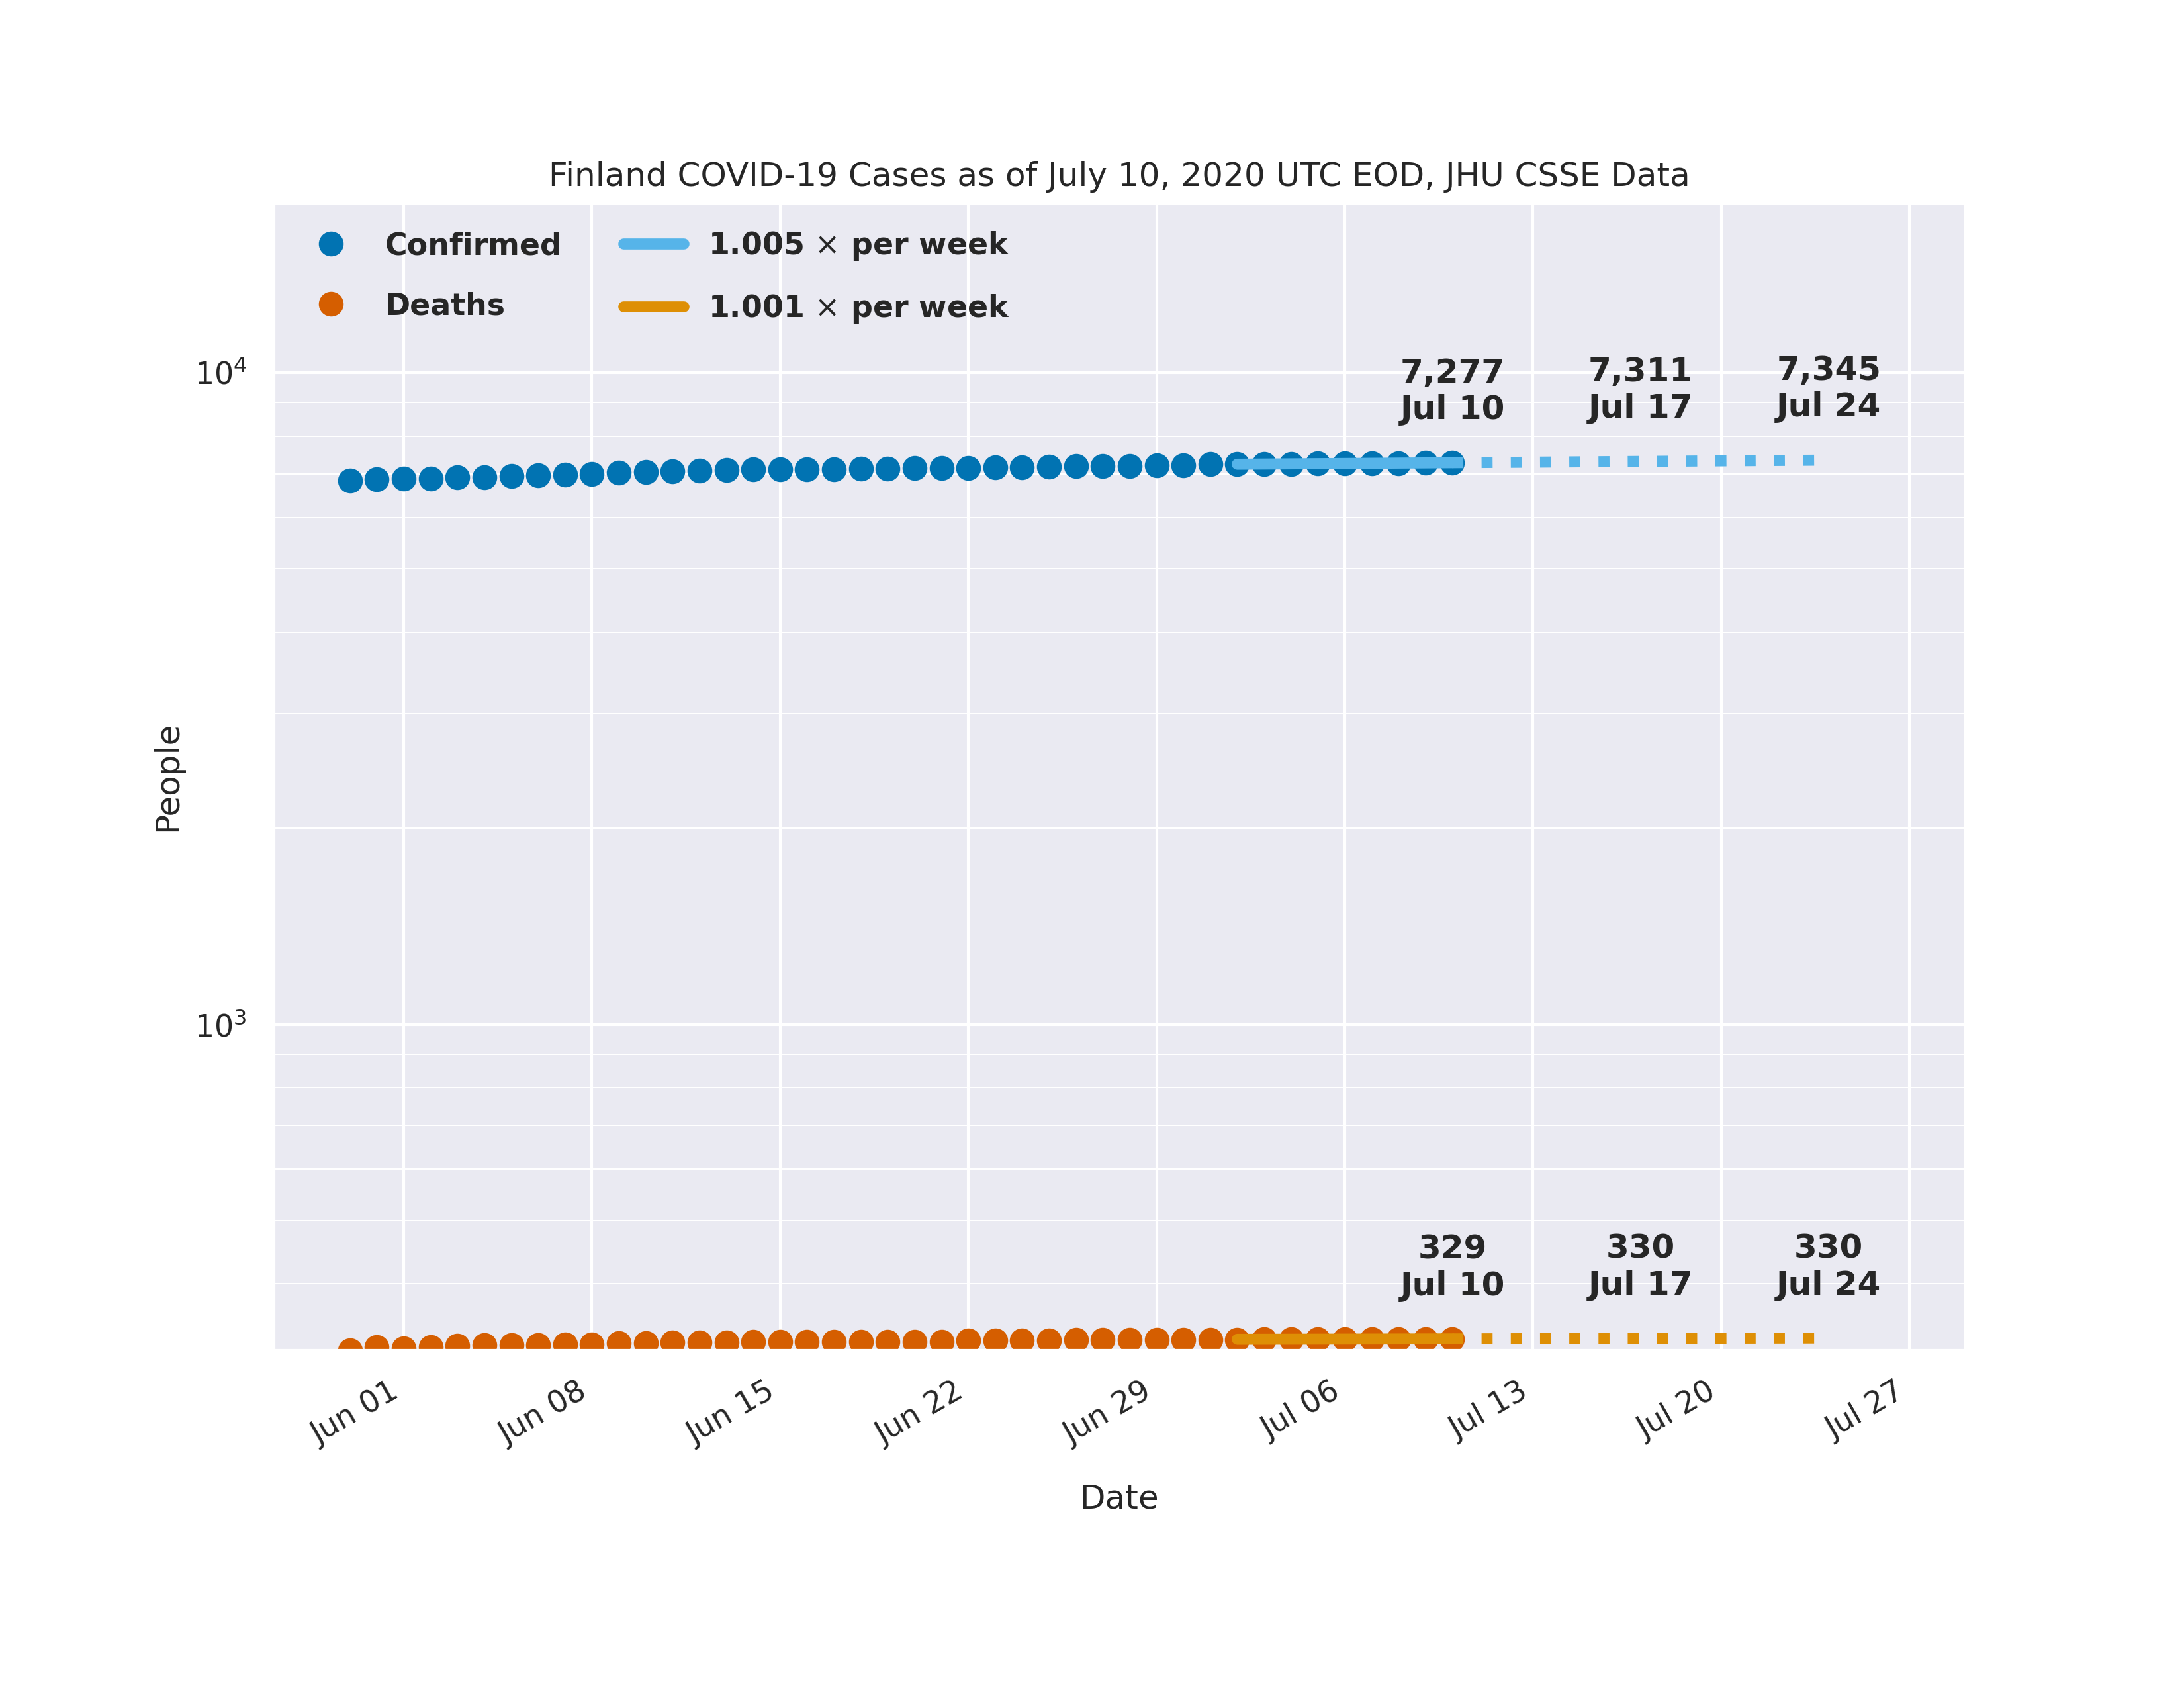 Finland COVID-19 Cases as of July 10, 2020 UTC EOD, JHU CSSE Data
Confirmed
Deaths
1.005 × per week
1.001 × per week
10⁴
10³
People
7,277
Jul 10
7,311
Jul 17
7,345
Jul 24
329
Jul 10
330
Jul 17
330
Jul 24
Jun 01
Jun 08
Jun 15
Jun 22
Jun 29
Jul 06
Jul 13
Jul 20
Jul 27
Date